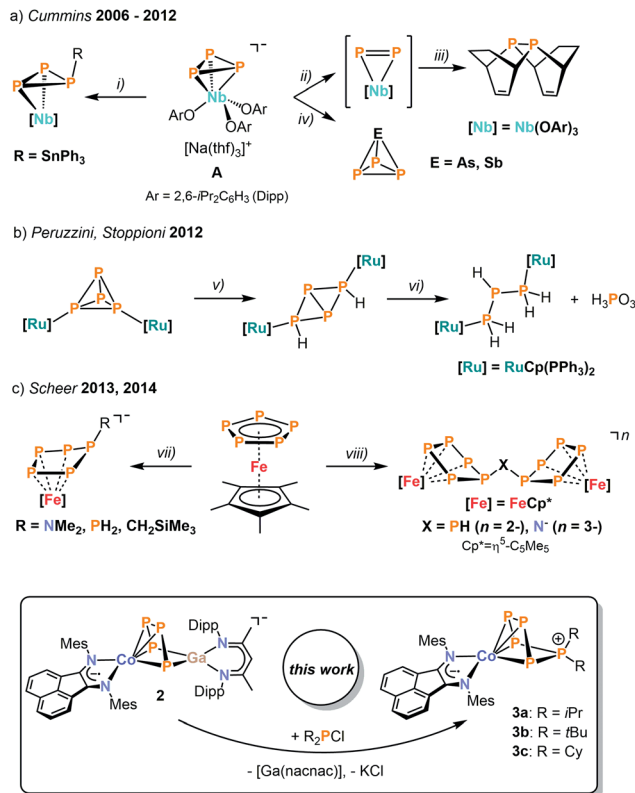 a) Cummins 2006 - 2012
R
P P P
[Nb]
R = SnPh₃
i)
P P P
⁻
Nb
ArO OAr
OAr
[Na(thf)₃]⁺
A
Ar = 2,6-iPr₂C₆H₃ (Dipp)
ii)
iv)
P P
[Nb]
iii)
P P
[Nb] = Nb(OAr)₃
E
P P P
E = As, Sb
b) Peruzzini, Stoppioni 2012
P
P P P
[Ru] [Ru]
v)
[Ru]
P P
H
P P
[Ru]
H
vi)
[Ru]
H
P P H
H
P H
[Ru] P
H
+ H₃PO₃
[Ru] = RuCp(PPh₃)₂
c) Scheer 2013, 2014
R ⁻
P P P
P P
[Fe]
R = NMe₂, PH₂, CH₂SiMe₃
vii)
P
P P
P P
Fe
viii)
n
P P X P P
P P P P
P P
[Fe] [Fe]
[Fe] = FeCp*
X = PH (n = 2-), N⁻ (n = 3-)
Cp*=η⁵-C₅Me₅
Mes
N
Co
N
Mes
P P
P P
Ga
Dipp
N
N
Dipp
⁻
2
this work
+ R₂PCl
- [Ga(nacnac)], - KCl
Mes
N
Co
N
Mes
P P
P P
⊕
P
R
R
3a: R = iPr
3b: R = tBu
3c: R = Cy